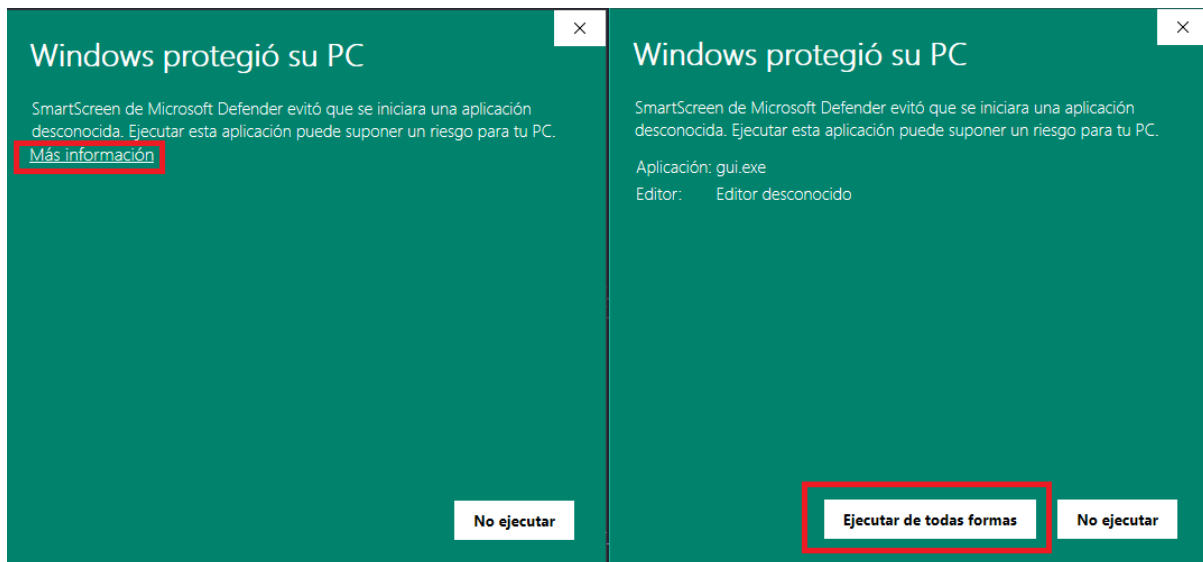 Windows protegió su PC
SmartScreen de Microsoft Defender evitó que se iniciara una aplicación
desconocida. Ejecutar esta aplicación puede suponer un riesgo para tu PC.
Más información
No ejecutar
Windows protegió su PC
SmartScreen de Microsoft Defender evitó que se iniciara una aplicación
desconocida. Ejecutar esta aplicación puede suponer un riesgo para tu PC.
Aplicación: gui.exe
Editor: Editor desconocido
Ejecutar de todas formas
No ejecutar